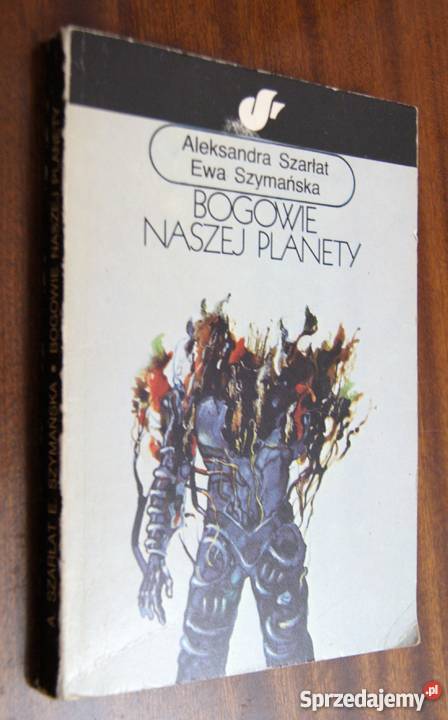 Aleksandra Szarłat
Ewa Szymańska
BOGOWIE
NASZEJ PLANETY
A. SZARŁAT E. SZYMAŃSKA • BOGOWIE NASZEJ PLANETY
Sprzedajemy.pl